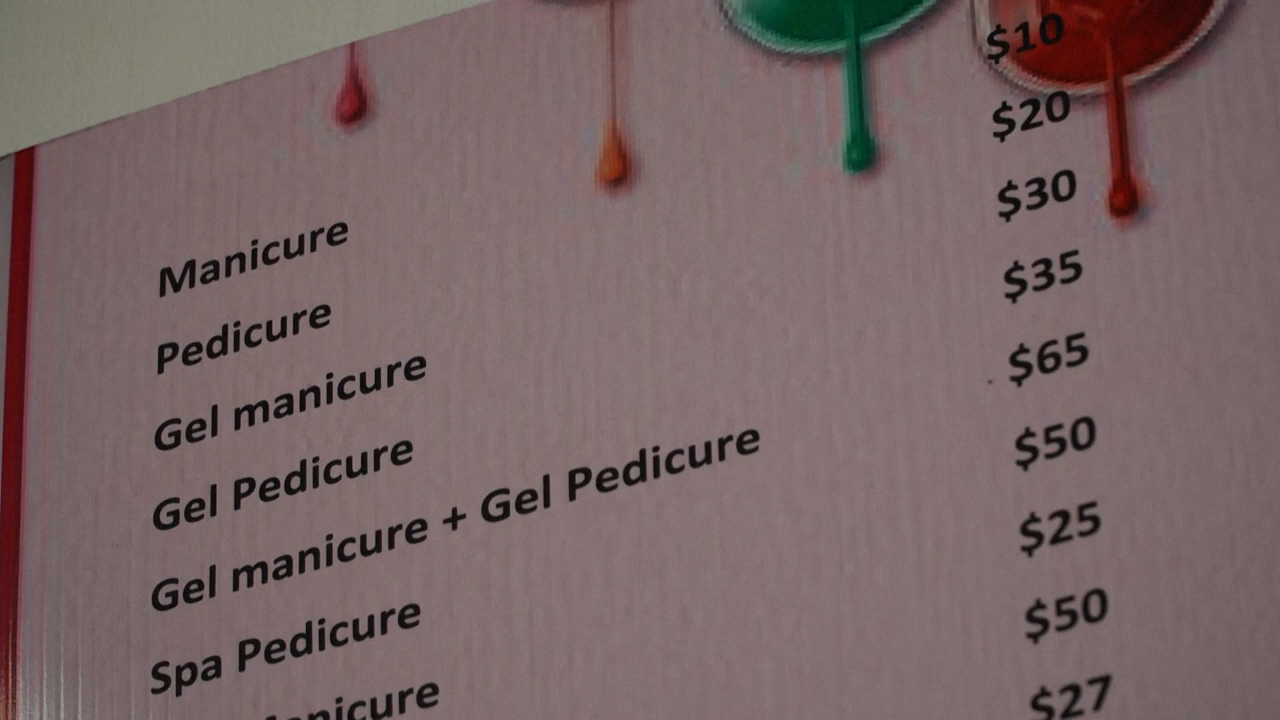 Manicure $10
Pedicure $20
Gel manicure $30
Gel Pedicure $35
Gel manicure + Gel Pedicure $65
Spa Pedicure $50
Manicure $25
$50
$27